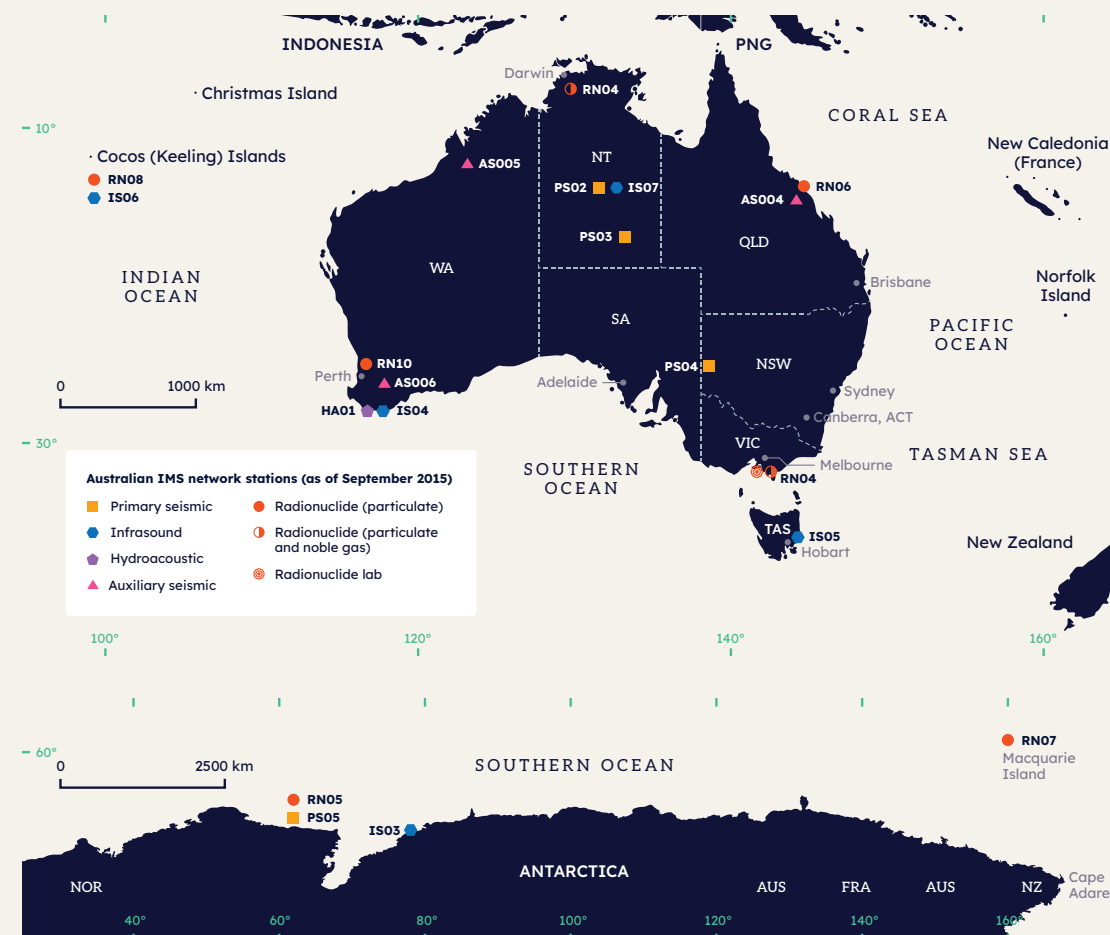 INDONESIA
PNG
Darwin
RN04
Christmas Island
CORAL SEA
10°
NT
New Caledonia
(France)
Cocos (Keeling) Islands
AS005
RN08
IS06
PS02
IS07
RN06
AS004
PS03
QLD
WA
INDIAN
OCEAN
Brisbane
Norfolk
Island
SA
PACIFIC
OCEAN
RN10
PS04
NSW
Perth
AS006
Adelaide
0
1000 km
Sydney
HA01
IS04
Canberra, ACT
30°
VIC
TASMAN SEA
SOUTHERN
OCEAN
Melbourne
RN04
Australian IMS network stations (as of September 2015)
Primary seismic
Infrasound
Hydroacoustic
Auxiliary seismic
Radionuclide (particulate)
Radionuclide (particulate
and noble gas)
Radionuclide lab
TAS
IS05
Hobart
New Zealand
100°
120°
140°
160°
RN07
Macquarie
Island
60°
0
2500 km
SOUTHERN OCEAN
RN05
PS05
IS03
ANTARCTICA
NOR
AUS
FRA
AUS
NZ
Cape
Adare
40°
60°
80°
100°
120°
140°
160°